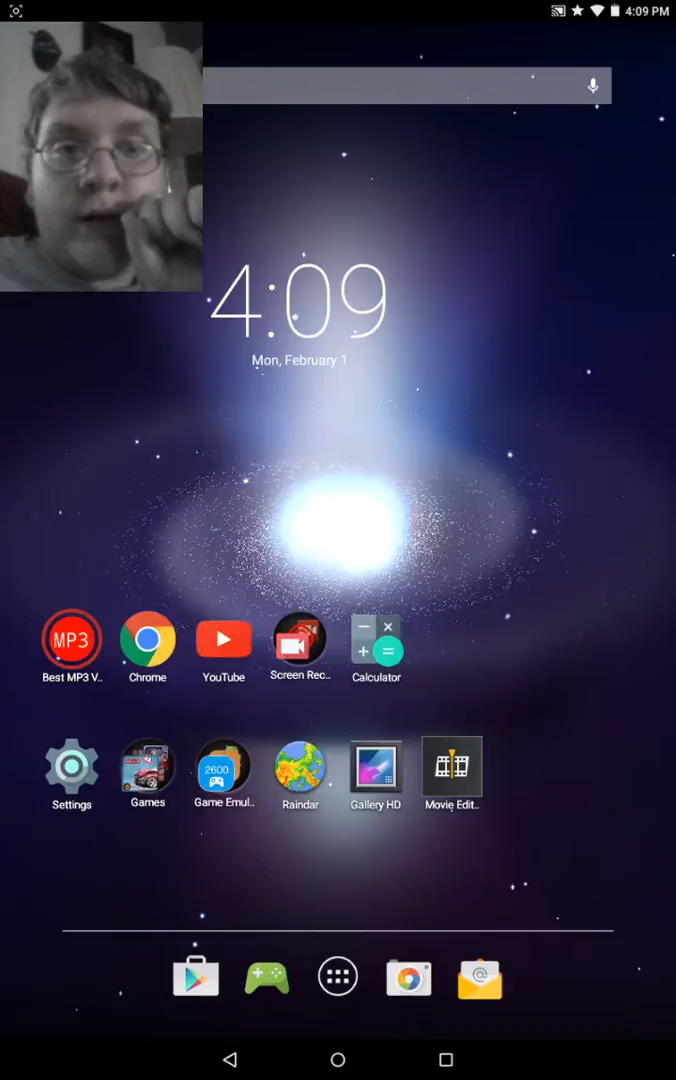 4:09 PM
4:09
Mon, February 1
MP3
Best MP3 V..
Chrome
YouTube
Screen Rec..
Calculator
2600
Settings
Games
Game Emul..
Raindar
Gallery HD
Movie Edit..